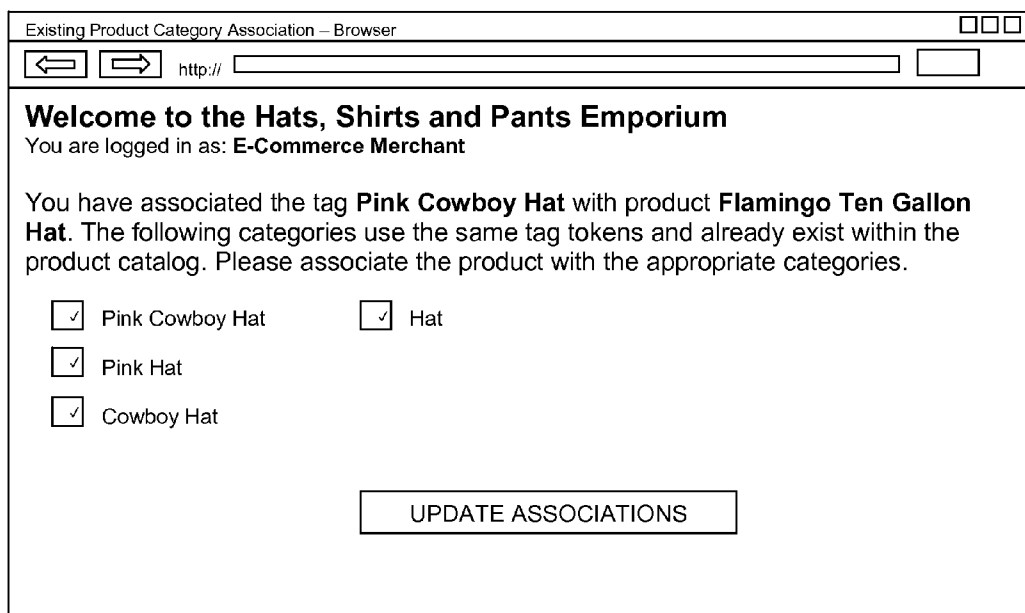 Existing Product Category Association – Browser
http://
Welcome to the Hats, Shirts and Pants Emporium
You are logged in as: E-Commerce Merchant
You have associated the tag Pink Cowboy Hat with product Flamingo Ten Gallon
Hat. The following categories use the same tag tokens and already exist within the
product catalog. Please associate the product with the appropriate categories.
Pink Cowboy Hat Hat
Pink Hat
Cowboy Hat
UPDATE ASSOCIATIONS